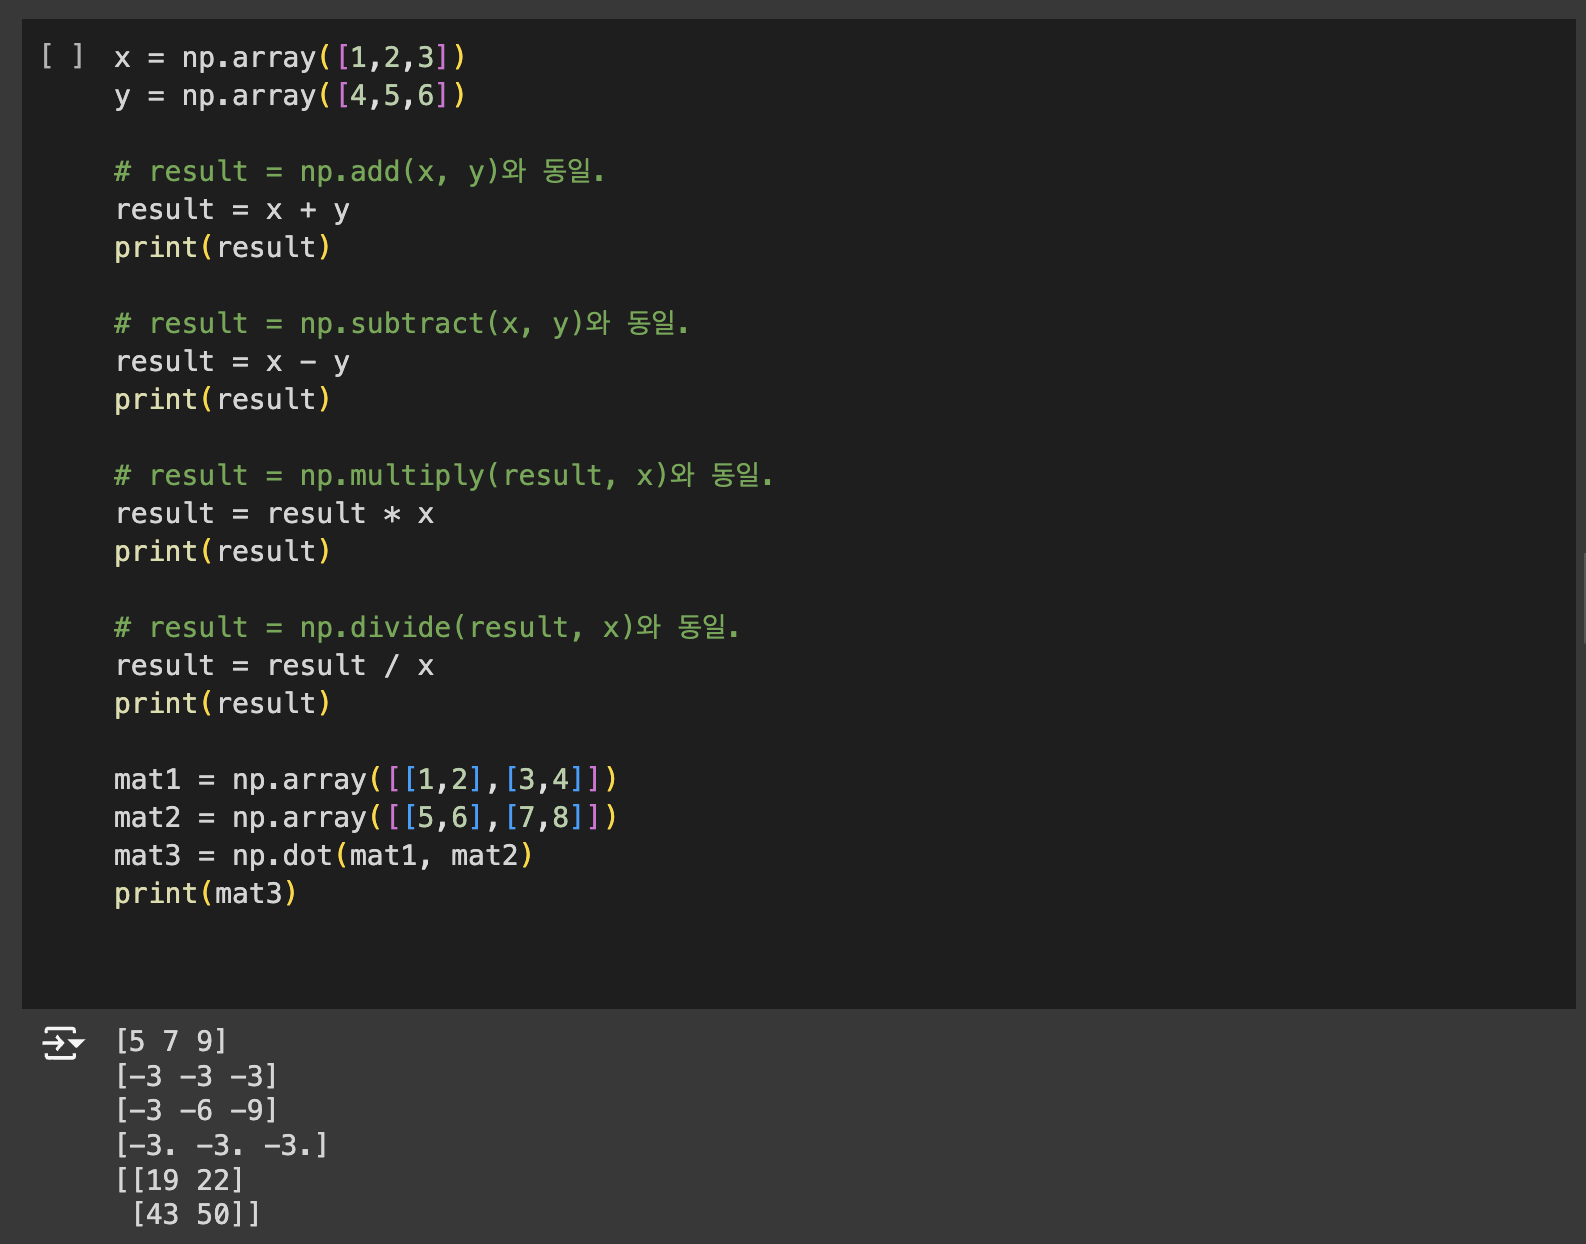 [ ] x = np.array([1,2,3])
y = np.array([4,5,6])
# result = np.add(x, y)와 동일.
result = x + y
print(result)
# result = np.subtract(x, y)와 동일.
result = x - y
print(result)
# result = np.multiply(result, x)와 동일.
result = result * x
print(result)
# result = np.divide(result, x)와 동일.
result = result / x
print(result)
mat1 = np.array([[1,2],[3,4]])
mat2 = np.array([[5,6],[7,8]])
mat3 = np.dot(mat1, mat2)
print(mat3)
[5 7 9]
[-3 -3 -3]
[-3 -6 -9]
[-3. -3. -3.]
[[19 22]
 [43 50]]